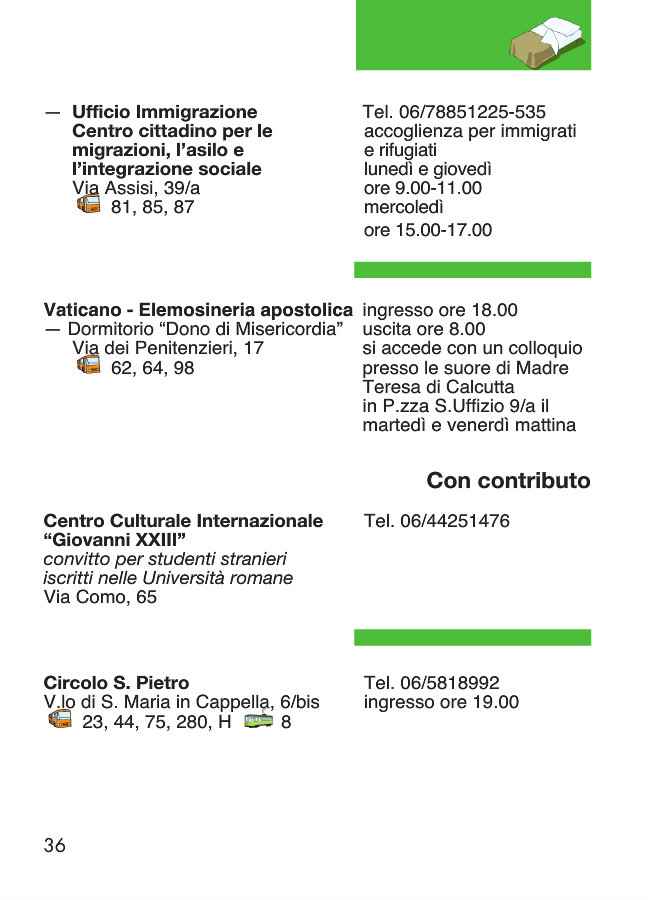 — Ufficio Immigrazione
Centro cittadino per le
migrazioni, l'asilo e
l'integrazione sociale
Via Assisi, 39/a
81, 85, 87
Tel. 06/78851225-535
accoglienza per immigrati
e rifugiati
lunedì e giovedì
ore 9.00-11.00
mercoledì
ore 15.00-17.00
Vaticano - Elemosineria apostolica
— Dormitorio “Dono di Misericordia”
Via dei Penitenzieri, 17
62, 64, 98
ingresso ore 18.00
uscita ore 8.00
si accede con un colloquio
presso le suore di Madre
Teresa di Calcutta
in P.zza S.Uffizio 9/a il
martedì e venerdì mattina
Con contributo
Centro Culturale Internazionale
“Giovanni XXIII”
convitto per studenti stranieri
iscritti nelle Università romane
Via Como, 65
Tel. 06/44251476
Circolo S. Pietro
V.lo di S. Maria in Cappella, 6/bis
23, 44, 75, 280, H 8
Tel. 06/5818992
ingresso ore 19.00
36